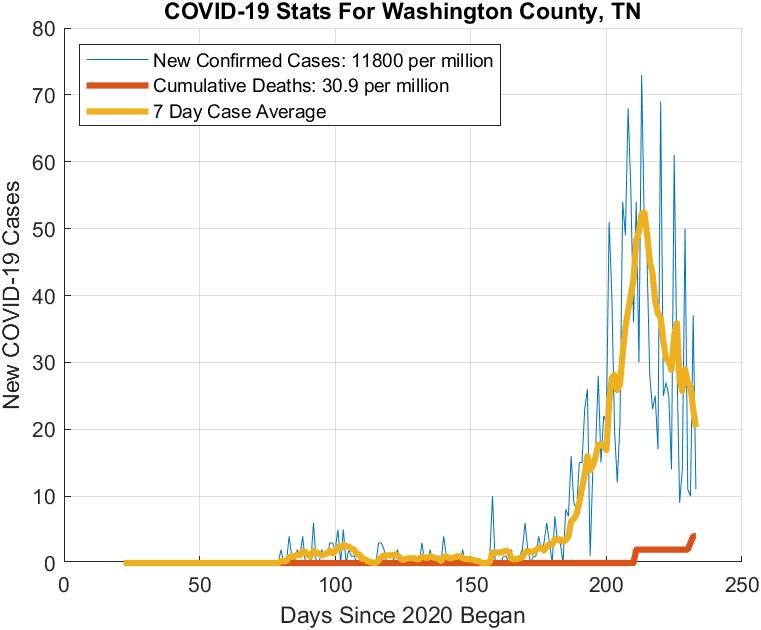 COVID-19 Stats For Washington County, TN
New Confirmed Cases: 11800 per million
Cumulative Deaths: 30.9 per million
7 Day Case Average
New COVID-19 Cases
80
70
60
50
40
30
20
10
0
0 50 100 150 200 250
Days Since 2020 Began